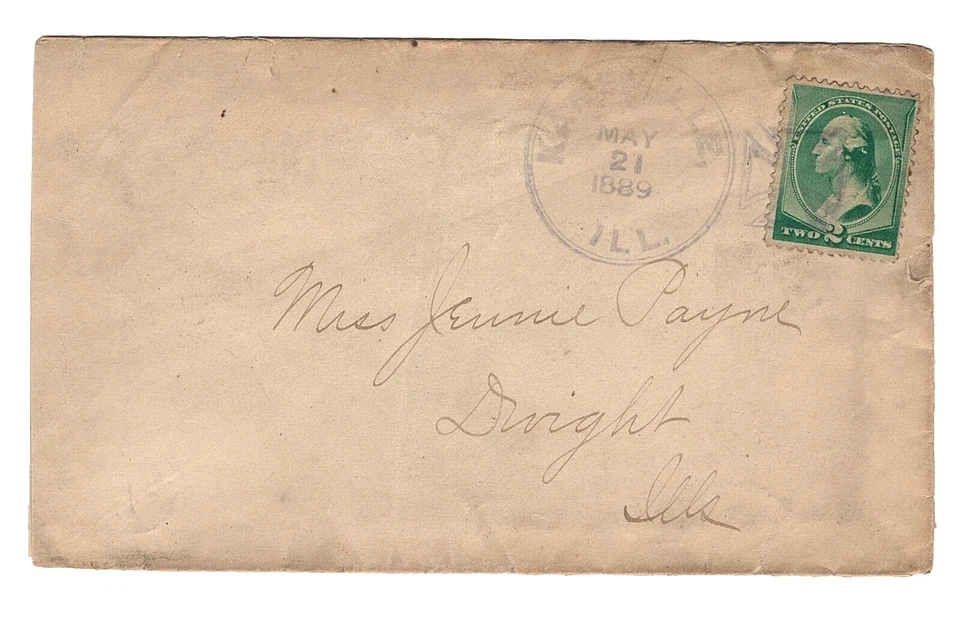 MAY
21
1889
ILL.
UNITED STATES POSTAGE
TWO 2 CENTS
Miss Jennie Payne
Dwight
Ills